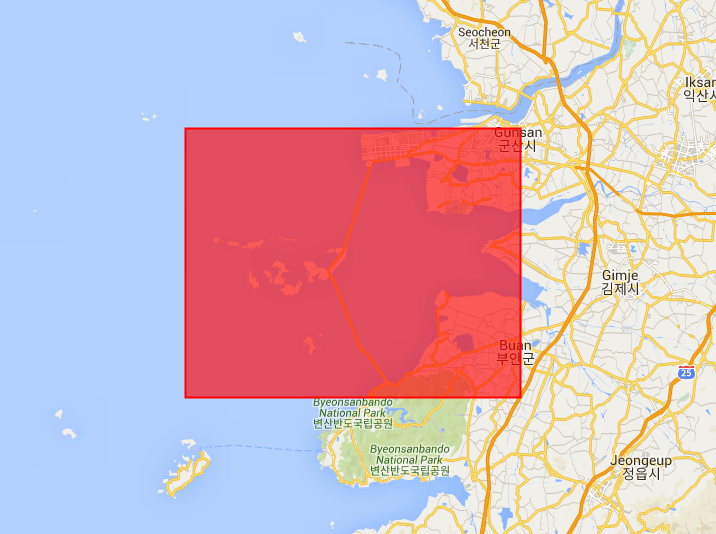 Seocheon
서천군
Iksan
익산시
Gunsan
군산시
Gimje
김제시
Buan
부안군
25
Byeonsanbando
National Park
변산반도국립공원
Byeonsanbando
National Park
변산반도국립공원
Jeongeup
정읍시